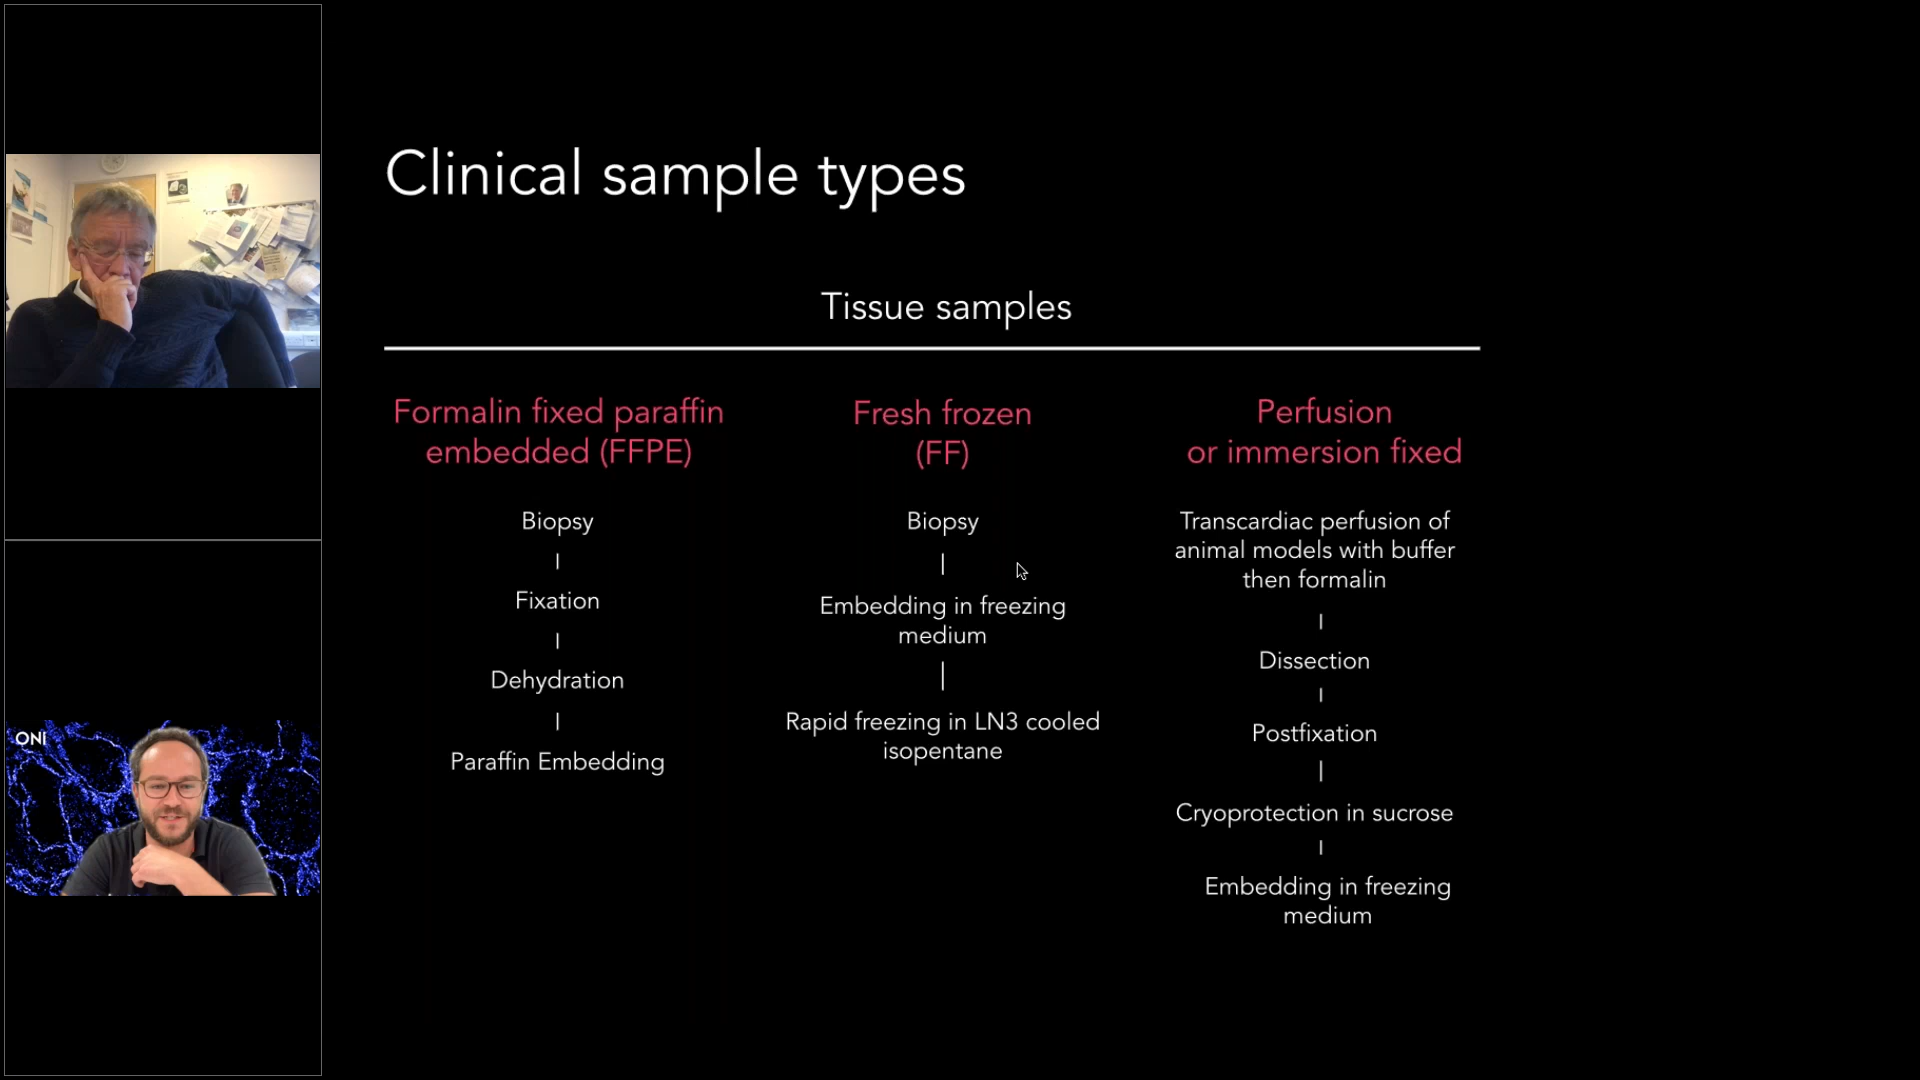 Clinical sample types
Tissue samples
Formalin fixed paraffin
embedded (FFPE)
Biopsy
Fixation
Dehydration
Paraffin Embedding
Fresh frozen
(FF)
Biopsy
Embedding in freezing
medium
Rapid freezing in LN3 cooled
isopentane
Perfusion
or immersion fixed
Transcardiac perfusion of
animal models with buffer
then formalin
Dissection
Postfixation
Cryoprotection in sucrose
Embedding in freezing
medium
ONI